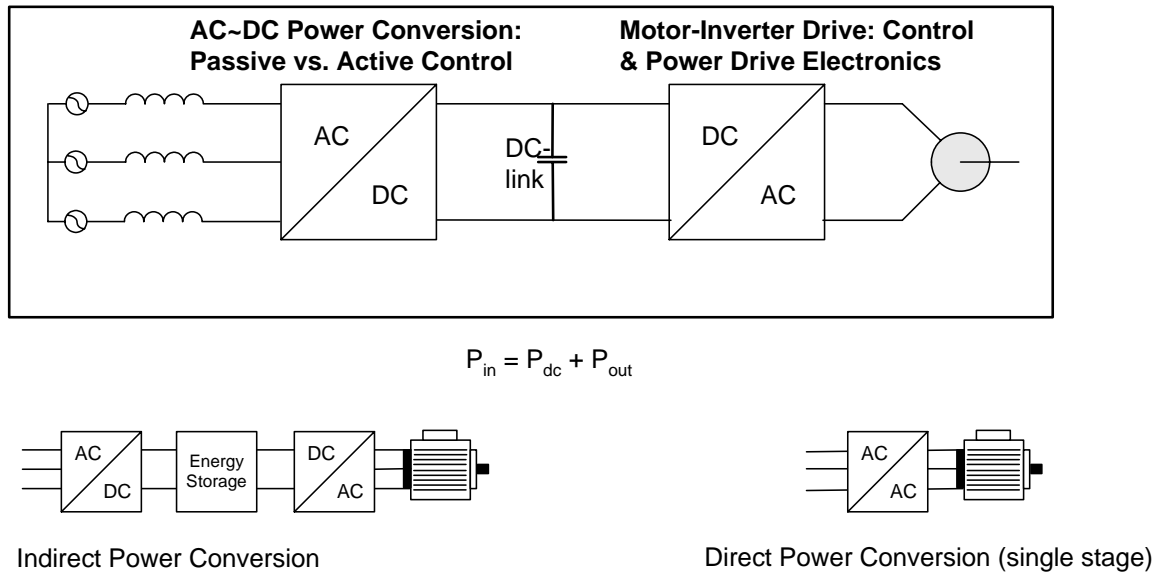 AC~DC Power Conversion:
Passive vs. Active Control
Motor-Inverter Drive: Control
& Power Drive Electronics
AC
DC
DC-
link
DC
AC
P_in = P_dc + P_out
AC
DC
Energy
Storage
DC
AC
AC
AC
Indirect Power Conversion
Direct Power Conversion (single stage)